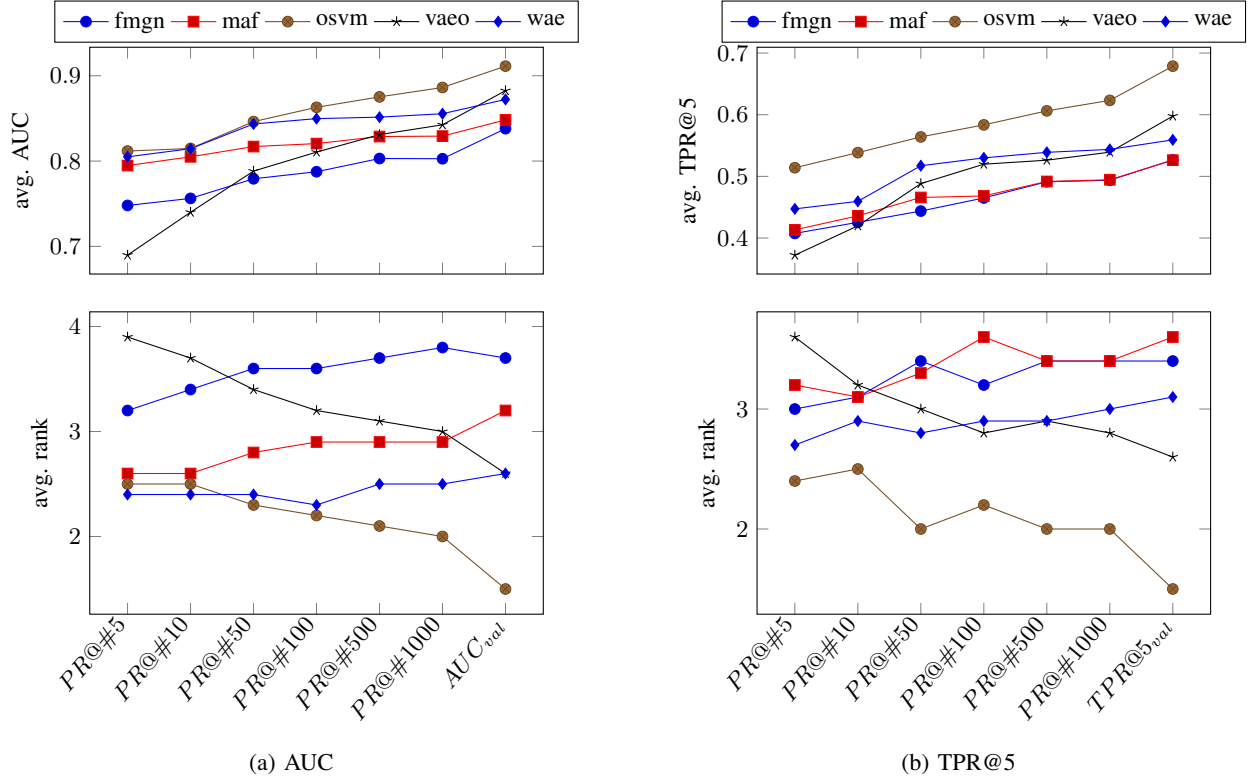 fmgn maf osvm vaeo wae
0.9
0.8
0.7
avg. AUC
4
3
2
avg. rank
PR@#5
PR@#10
PR@#50
PR@#100
PR@#500
PR@#1000
AUC_val
(a) AUC
fmgn maf osvm vaeo wae
0.7
0.6
0.5
0.4
avg. TPR@5
3
2
avg. rank
PR@#5
PR@#10
PR@#50
PR@#100
PR@#500
PR@#1000
TPR@5_val
(b) TPR@5